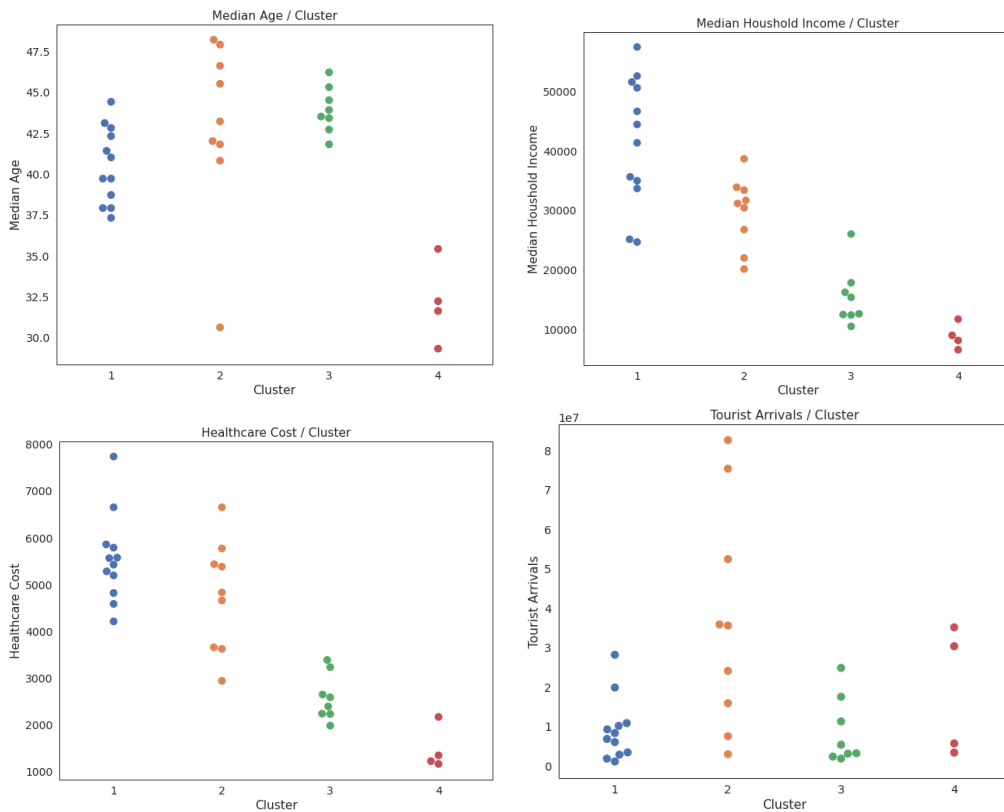 Median Age / Cluster
47.5
45.0
42.5
40.0
37.5
35.0
32.5
30.0
Median Age
1 2 3 4
Cluster
Median Houshold Income / Cluster
50000
40000
30000
20000
10000
Median Houshold Income
1 2 3 4
Cluster
Healthcare Cost / Cluster
8000
7000
6000
5000
4000
3000
2000
1000
Healthcare Cost
1 2 3 4
Cluster
Tourist Arrivals / Cluster
1e7
8
7
6
5
4
3
2
1
0
Tourist Arrivals
1 2 3 4
Cluster